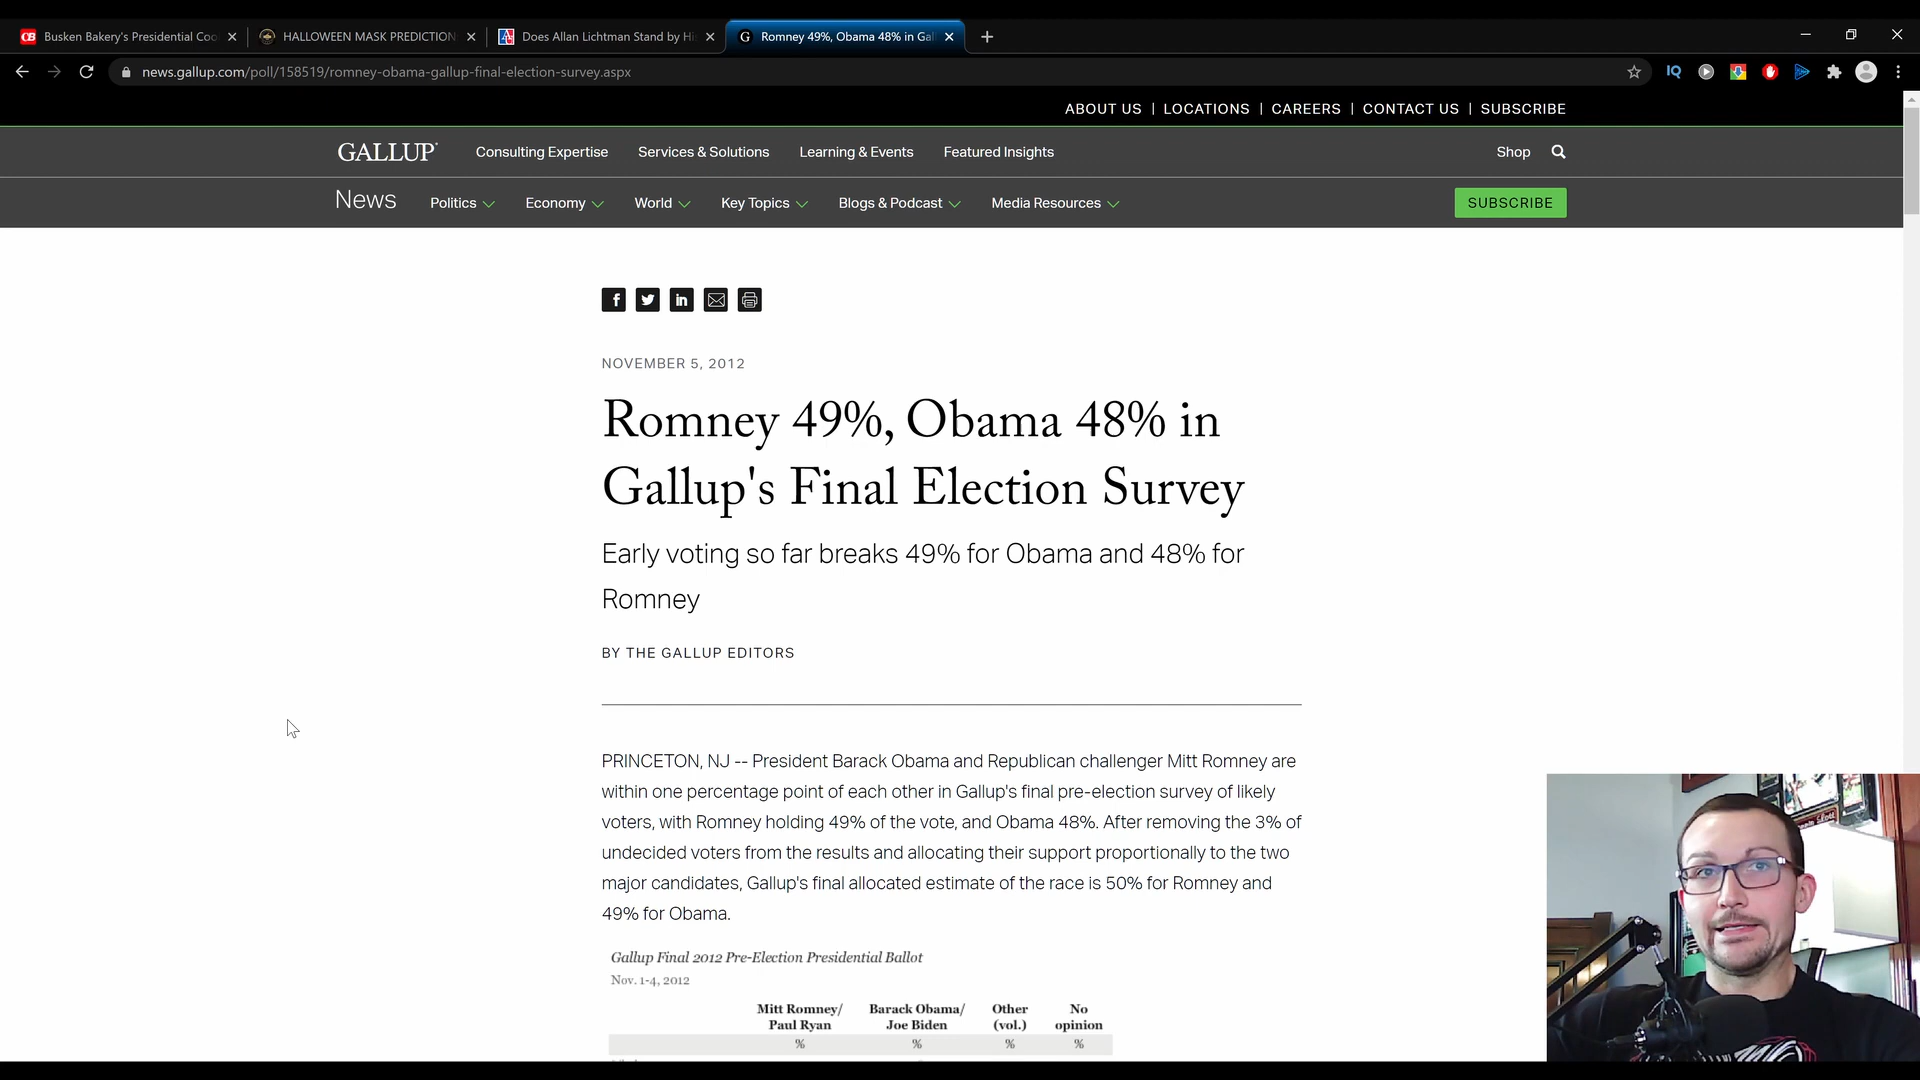 Busken Bakery's Presidential Coo
HALLOWEEN MASK PREDICTION
Does Allan Lichtman Stand by Hi
Romney 49%, Obama 48% in Gal
news.gallup.com/poll/158519/romney-obama-gallup-final-election-survey.aspx
IQ
ABOUT US | LOCATIONS | CAREERS | CONTACT US | SUBSCRIBE
GALLUP Consulting Expertise Services & Solutions Learning & Events Featured Insights Shop
News Politics Economy World Key Topics Blogs & Podcast Media Resources SUBSCRIBE
NOVEMBER 5, 2012
Romney 49%, Obama 48% in
Gallup's Final Election Survey
Early voting so far breaks 49% for Obama and 48% for
Romney
BY THE GALLUP EDITORS
PRINCETON, NJ -- President Barack Obama and Republican challenger Mitt Romney are
within one percentage point of each other in Gallup's final pre-election survey of likely
voters, with Romney holding 49% of the vote, and Obama 48%. After removing the 3% of
undecided voters from the results and allocating their support proportionally to the two
major candidates, Gallup's final allocated estimate of the race is 50% for Romney and
49% for Obama.
Gallup Final 2012 Pre-Election Presidential Ballot
Nov. 1-4, 2012
Mitt Romney/ Barack Obama/ Other No
Paul Ryan Joe Biden (vol.) opinion
% % % %